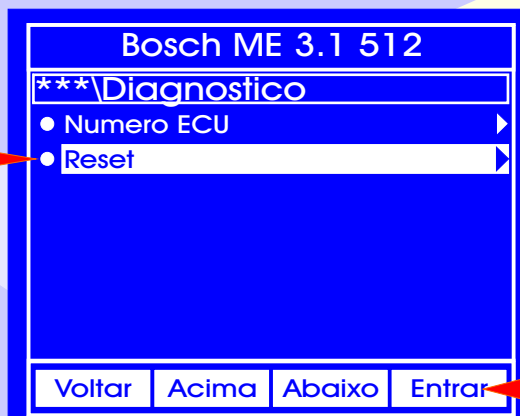 Bosch ME 3.1 512
***\Diagnostico
Numero ECU
Reset
Voltar Acima Abaixo Entrar